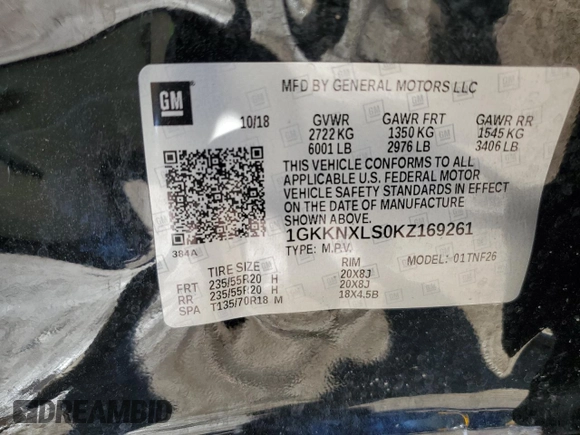 MFD BY GENERAL MOTORS LLC
GM
10/18 GVWR GAWR FRT GAWR RR
2722 KG 1350 KG 1545 KG
6001 LB 2976 LB 3406 LB
THIS VEHICLE CONFORMS TO ALL
APPLICABLE U.S. FEDERAL MOTOR
VEHICLE SAFETY STANDARDS IN EFFECT
ON THE DATE OF MANUFACTURE
SHOWN ABOVE.
1GKKNXLS0KZ169261
384A TYPE: M.P.V. MODEL: 01TNF26
TIRE SIZE RIM
FRT 235/55R20 H 20X8J
RR 235/55R20 H 20X8J
SPA T135/70R18 M 18X4.5B
DREAMBID